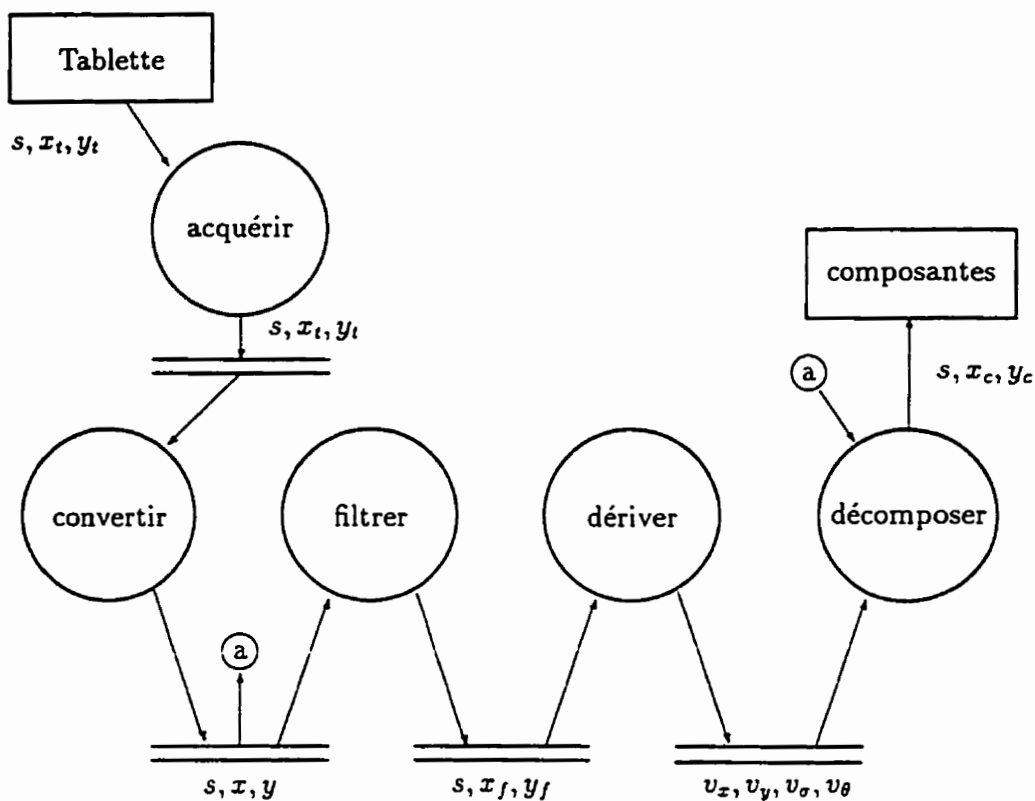 Tablette
s, x_t, y_t
acquérir
s, x_t, y_t
composantes
a
s, x_c, y_c
convertir
filtrer
dériver
décomposer
a
s, x, y
s, x_f, y_f
v_x, v_y, v_σ, v_θ